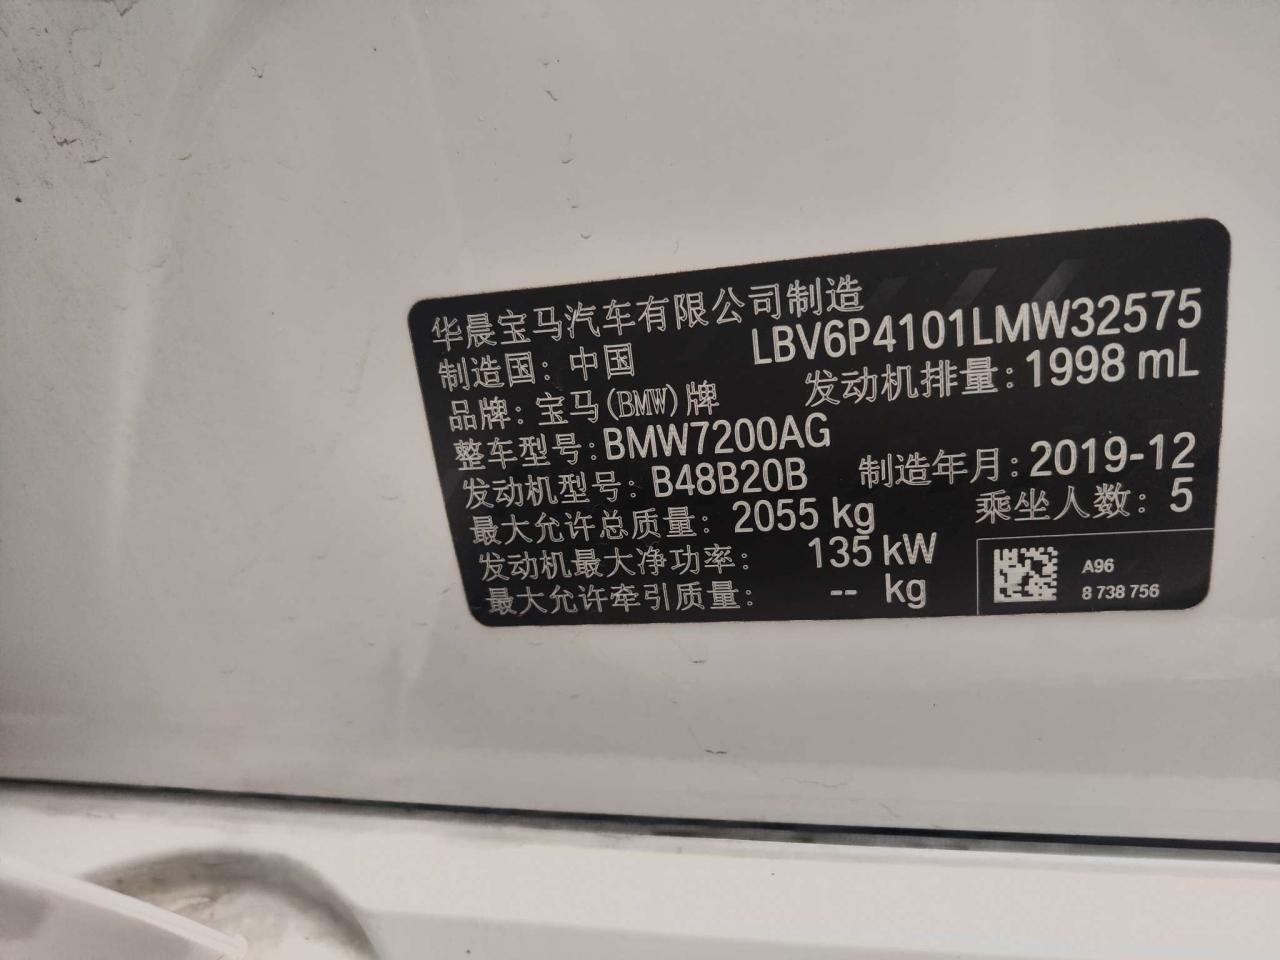 华晨宝马汽车有限公司制造
LBV6P4101LMW32575
制造国：中国
发动机排量：1998 mL
品牌：宝马(BMW)牌
整车型号：BMW7200AG
制造年月：2019-12
发动机型号：B48B20B
乘坐人数：5
最大允许总质量：2055 kg
发动机最大净功率：135 kW
最大允许牵引质量：-- kg
A96
8 738 756